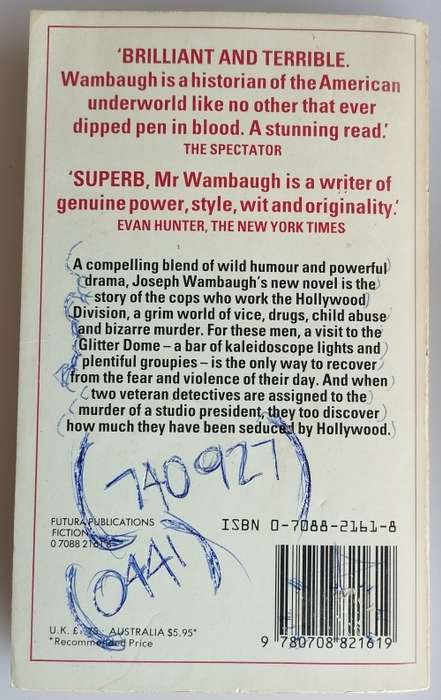 'BRILLIANT AND TERRIBLE.
Wambaugh is a historian of the American
underworld like no other that ever
dipped pen in blood. A stunning read.'
THE SPECTATOR
'SUPERB, Mr Wambaugh is a writer of
genuine power, style, wit and originality.'
EVAN HUNTER, THE NEW YORK TIMES
A compelling blend of wild humour and powerful
drama, Joseph Wambaugh's new novel is the
story of the cops who work the Hollywood
Division, a grim world of vice, drugs, child abuse
and bizarre murder. For these men, a visit to the
Glitter Dome – a bar of kaleidoscope lights and
plentiful groupies – is the only way to recover
from the fear and violence of their day. And when
two veteran detectives are assigned to the
murder of a studio president, they too discover
how much they have been seduced by Hollywood.
(740927
(0441)
FUTURA PUBLICATIONS
FICTION
0 7088 2161 8
ISBN 0-7088-2161-8
U.K. £ .75 AUSTRALIA $5.95*
*Recommended Price
9 780708 821619